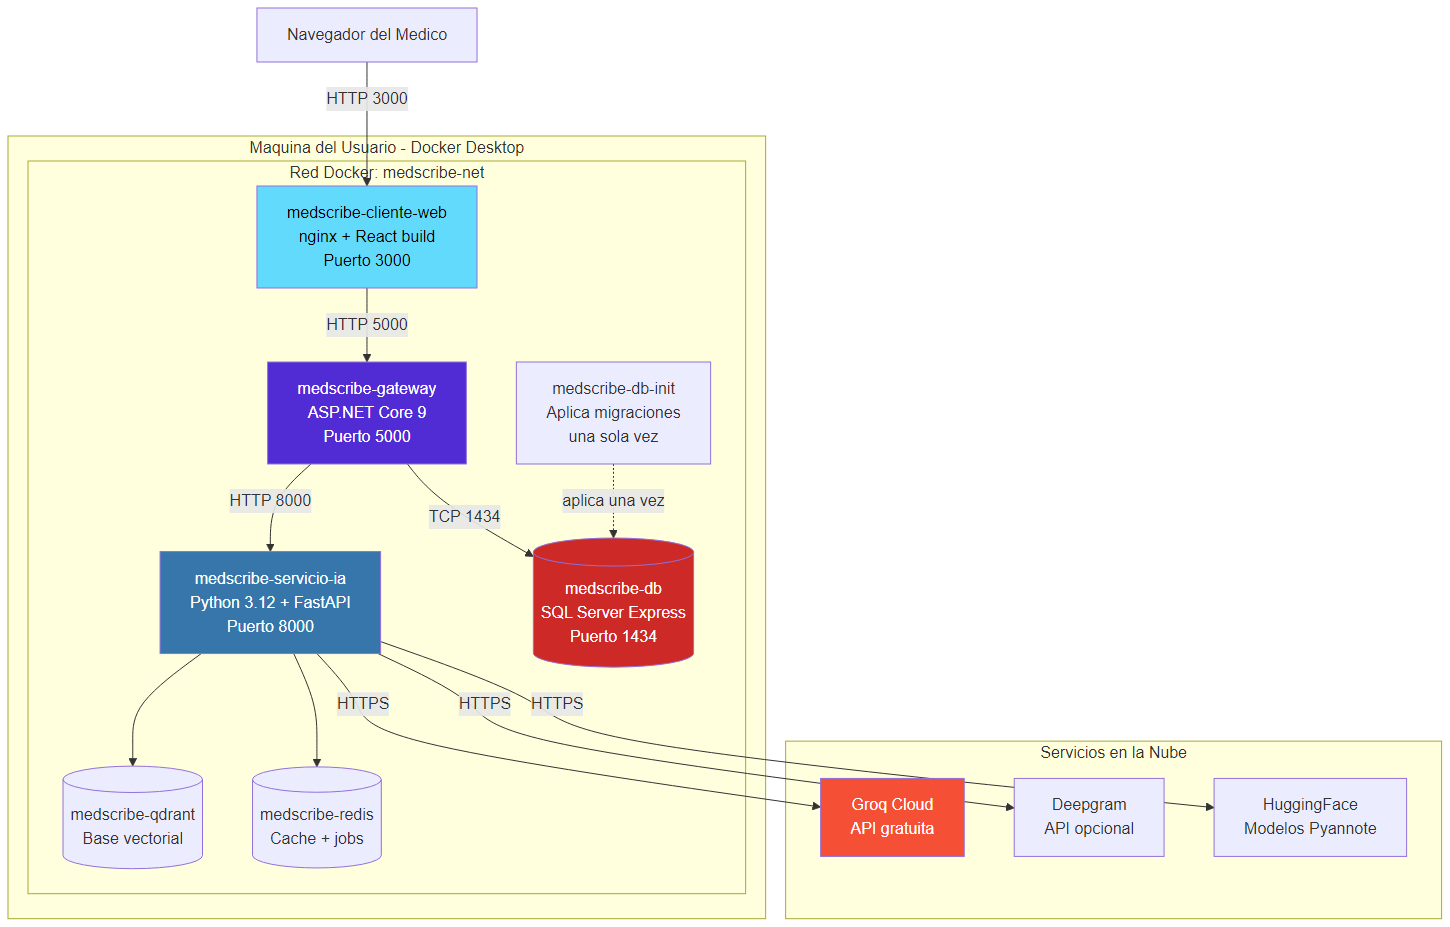 Navegador del Medico
HTTP 3000
Maquina del Usuario - Docker Desktop
Red Docker: medscribe-net
medscribe-cliente-web
nginx + React build
Puerto 3000
HTTP 5000
medscribe-gateway
ASP.NET Core 9
Puerto 5000
medscribe-db-init
Aplica migraciones
una sola vez
HTTP 8000
TCP 1434
aplica una vez
medscribe-servicio-ia
Python 3.12 + FastAPI
Puerto 8000
medscribe-db
SQL Server Express
Puerto 1434
HTTPS
HTTPS
HTTPS
medscribe-qdrant
Base vectorial
medscribe-redis
Cache + jobs
Servicios en la Nube
Groq Cloud
API gratuita
Deepgram
API opcional
HuggingFace
Modelos Pyannote